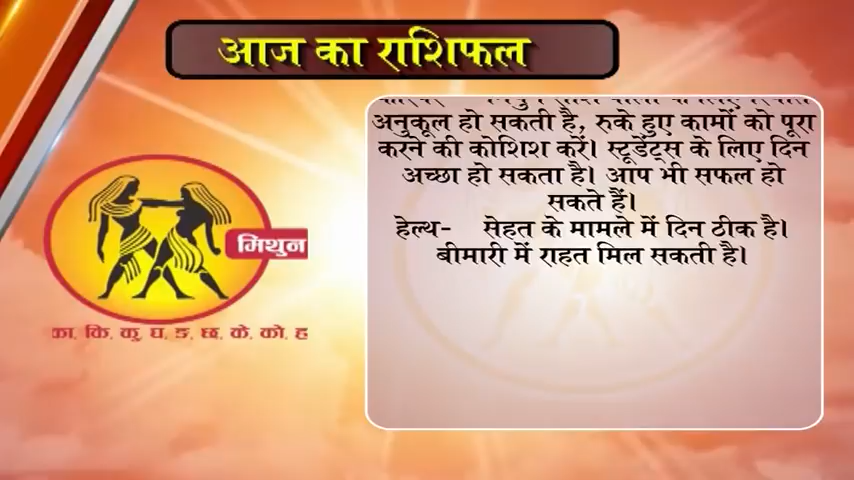 आज का राशिफल
अनुकूल हो सकती है, रुके हुए कामों को पूरा
करने की कोशिश करें। स्टूडेंट्स के लिए दिन
अच्छा हो सकता है। आप भी सफल हो
सकते हैं।
हेल्थ- सेहत के मामले में दिन ठीक है।
बीमारी में राहत मिल सकती है।
मिथुन
का, कि, कु, घ, ङ, छ, के, को, ह